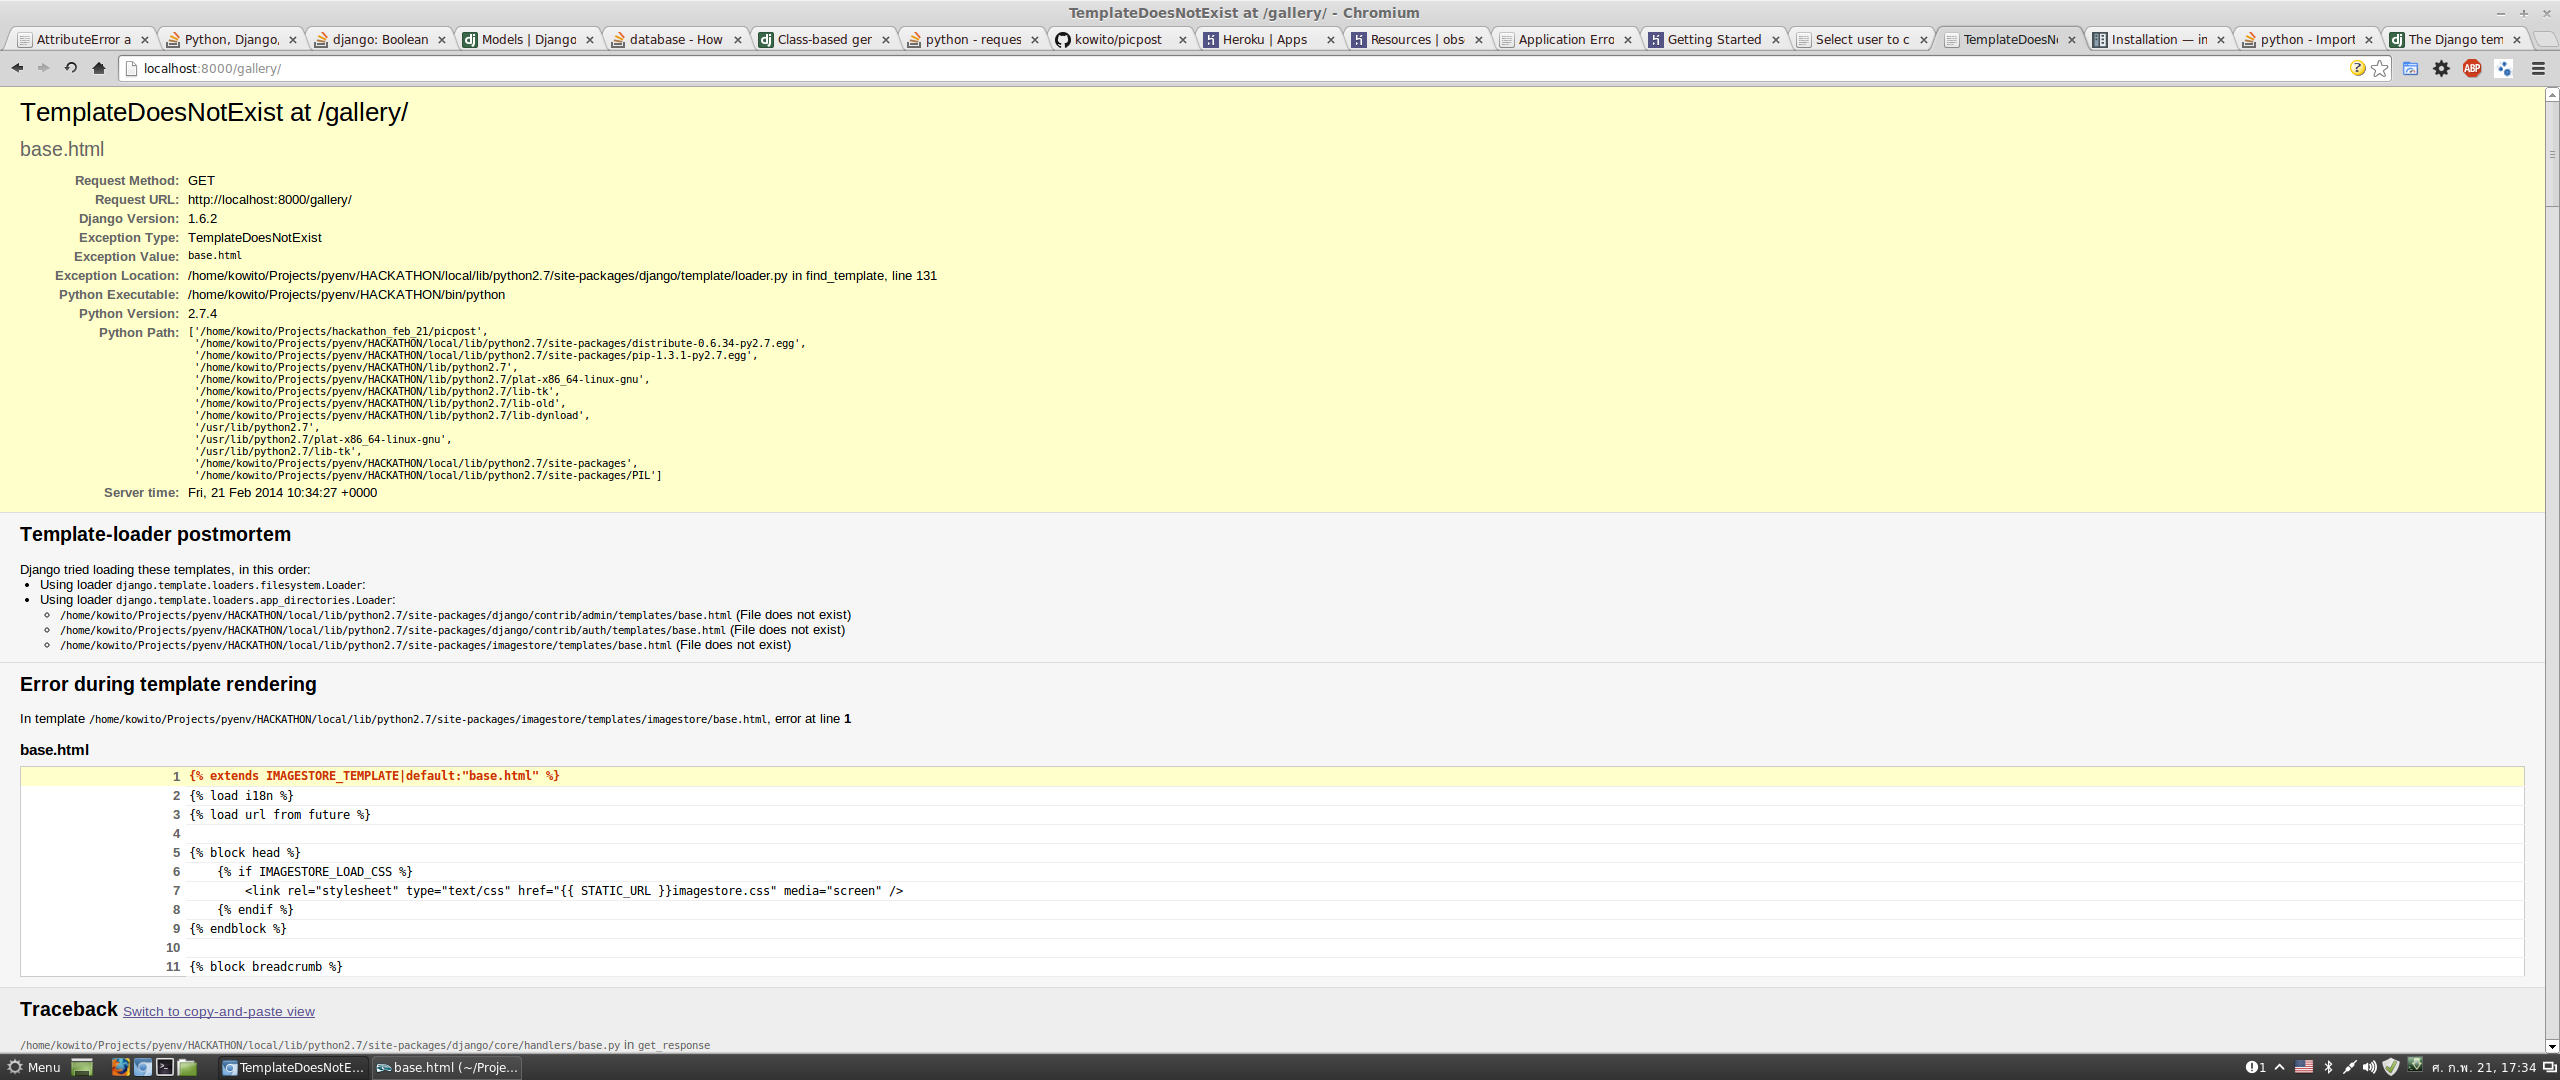 TemplateDoesNotExist at /gallery/ - Chromium
AttributeError a
Python, Django,
django: Boolean
Models | Django
database - How
Class-based ger
python - reques
kowito/picpost
Heroku | Apps
Resources | obs
Application Erro
Getting Started
Select user to c
TemplateDoesN
Installation — in
python - Import
The Django tem
localhost:8000/gallery/
ABP
TemplateDoesNotExist at /gallery/
base.html
Request Method: GET
Request URL: http://localhost:8000/gallery/
Django Version: 1.6.2
Exception Type: TemplateDoesNotExist
Exception Value: base.html
Exception Location: /home/kowito/Projects/pyenv/HACKATHON/local/lib/python2.7/site-packages/django/template/loader.py in find_template, line 131
Python Executable: /home/kowito/Projects/pyenv/HACKATHON/bin/python
Python Version: 2.7.4
Python Path: ['/home/kowito/Projects/hackathon_feb_21/picpost',
'/home/kowito/Projects/pyenv/HACKATHON/local/lib/python2.7/site-packages/distribute-0.6.34-py2.7.egg',
'/home/kowito/Projects/pyenv/HACKATHON/local/lib/python2.7/site-packages/pip-1.3.1-py2.7.egg',
'/home/kowito/Projects/pyenv/HACKATHON/lib/python2.7',
'/home/kowito/Projects/pyenv/HACKATHON/lib/python2.7/plat-x86_64-linux-gnu',
'/home/kowito/Projects/pyenv/HACKATHON/lib/python2.7/lib-tk',
'/home/kowito/Projects/pyenv/HACKATHON/lib/python2.7/lib-old',
'/home/kowito/Projects/pyenv/HACKATHON/lib/python2.7/lib-dynload',
'/usr/lib/python2.7',
'/usr/lib/python2.7/plat-x86_64-linux-gnu',
'/usr/lib/python2.7/lib-tk',
'/home/kowito/Projects/pyenv/HACKATHON/local/lib/python2.7/site-packages',
'/home/kowito/Projects/pyenv/HACKATHON/local/lib/python2.7/site-packages/PIL']
Server time: Fri, 21 Feb 2014 10:34:27 +0000
Template-loader postmortem
Django tried loading these templates, in this order:
Using loader django.template.loaders.filesystem.Loader:
Using loader django.template.loaders.app_directories.Loader:
/home/kowito/Projects/pyenv/HACKATHON/local/lib/python2.7/site-packages/django/contrib/admin/templates/base.html (File does not exist)
/home/kowito/Projects/pyenv/HACKATHON/local/lib/python2.7/site-packages/django/contrib/auth/templates/base.html (File does not exist)
/home/kowito/Projects/pyenv/HACKATHON/local/lib/python2.7/site-packages/imagestore/templates/base.html (File does not exist)
Error during template rendering
In template /home/kowito/Projects/pyenv/HACKATHON/local/lib/python2.7/site-packages/imagestore/templates/imagestore/base.html, error at line 1
base.html
1 {% extends IMAGESTORE_TEMPLATE|default:"base.html" %}
2 {% load i18n %}
3 {% load url from future %}
4
5 {% block head %}
6 {% if IMAGESTORE_LOAD_CSS %}
7 <link rel="stylesheet" type="text/css" href="{{ STATIC_URL }}imagestore.css" media="screen" />
8 {% endif %}
9 {% endblock %}
10
11 {% block breadcrumb %}
Traceback Switch to copy-and-paste view
/home/kowito/Projects/pyenv/HACKATHON/local/lib/python2.7/site-packages/django/core/handlers/base.py in get_response
Menu
TemplateDoesNotE...
base.html (~/Proje...
1
ศ. ก.พ. 21, 17:34